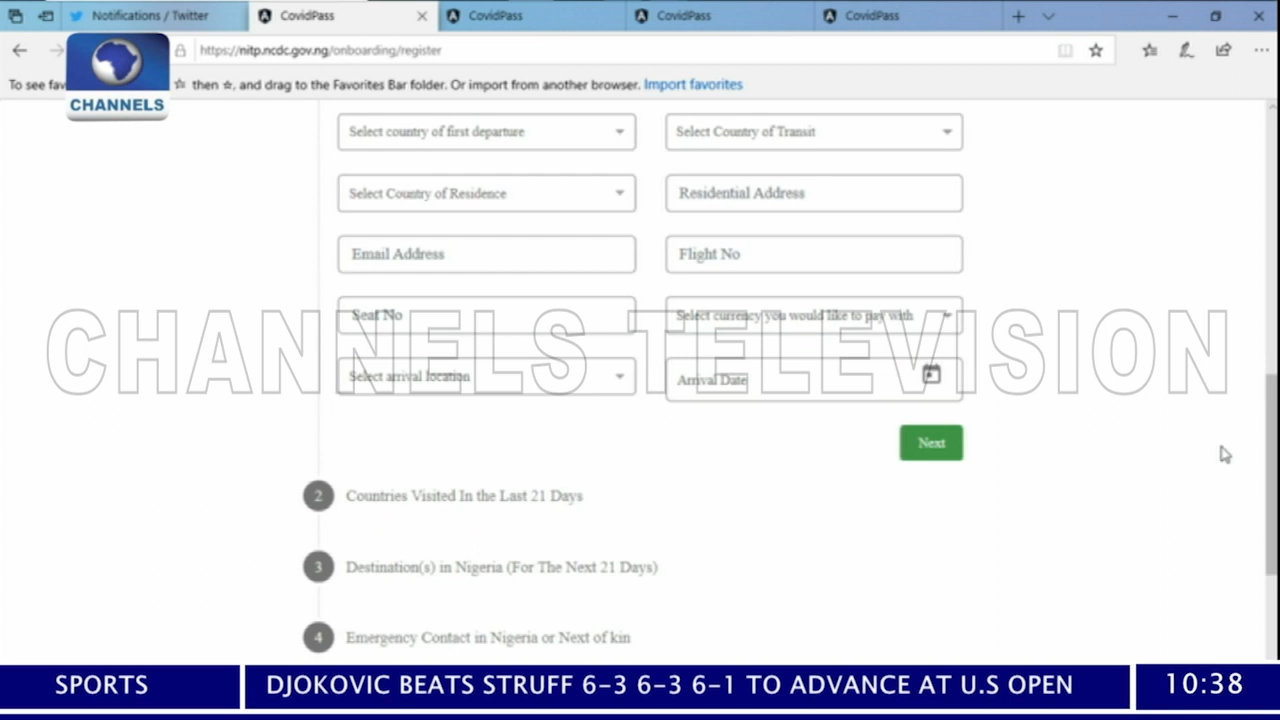 Notifications / Twitter
CovidPass
CovidPass
CovidPass
CovidPass
https://nitp.ncdc.gov.ng/onboarding/register
To see fav
then ☆, and drag to the Favorites Bar folder. Or import from another browser. Import favorites
CHANNELS
Select country of first departure
Select Country of Transit
Select Country of Residence
Residential Address
Email Address
Flight No
Seat No
Select currency you would like to pay with
CHANNELS TELEVISION
Select arrival location
Arrival Date
Next
2 Countries Visited In the Last 21 Days
3 Destination(s) in Nigeria (For The Next 21 Days)
4 Emergency Contact in Nigeria or Next of kin
SPORTS
DJOKOVIC BEATS STRUFF 6-3 6-3 6-1 TO ADVANCE AT U.S OPEN
10:38